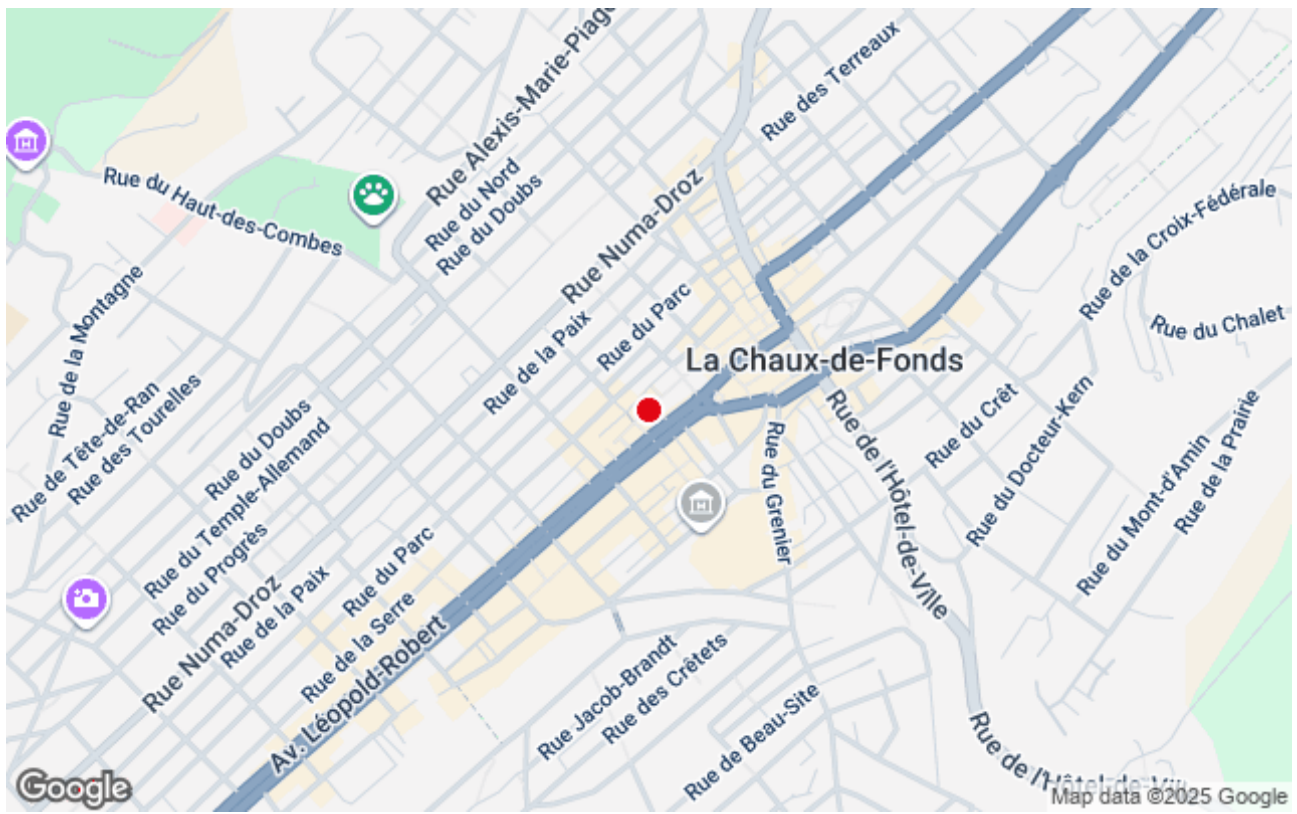 Rue Alexis-Marie-Piage
Rue des Terreaux
Rue du Haut-des-Combes
Rue du Nord
Rue du Doubs
Rue Numa-Droz
Rue de la Croix-Fédérale
Rue de la Montagne
Rue du Parc
Rue de la Paix
Rue du Chalet
La Chaux-de-Fonds
Rue de Tête-de-Ran
Rue des Tourelles
Rue du Doubs
Rue du Temple-Allemand
Rue du Progrès
Rue du Crêt
Rue du Docteur-Kern
Rue de l'Hôtel-de-Ville
Rue du Grenier
Rue du Mont-d'Amin
Rue de la Prairie
Rue du Parc
Rue de la Paix
Rue Numa-Droz
Rue de la Serre
Av. Léopold-Robert
Rue Jacob-Brandt
Rue des Crêtets
Rue de Beau-Site
Rue de l'Hôtel-de-Vill
Google
Map data ©2025 Google